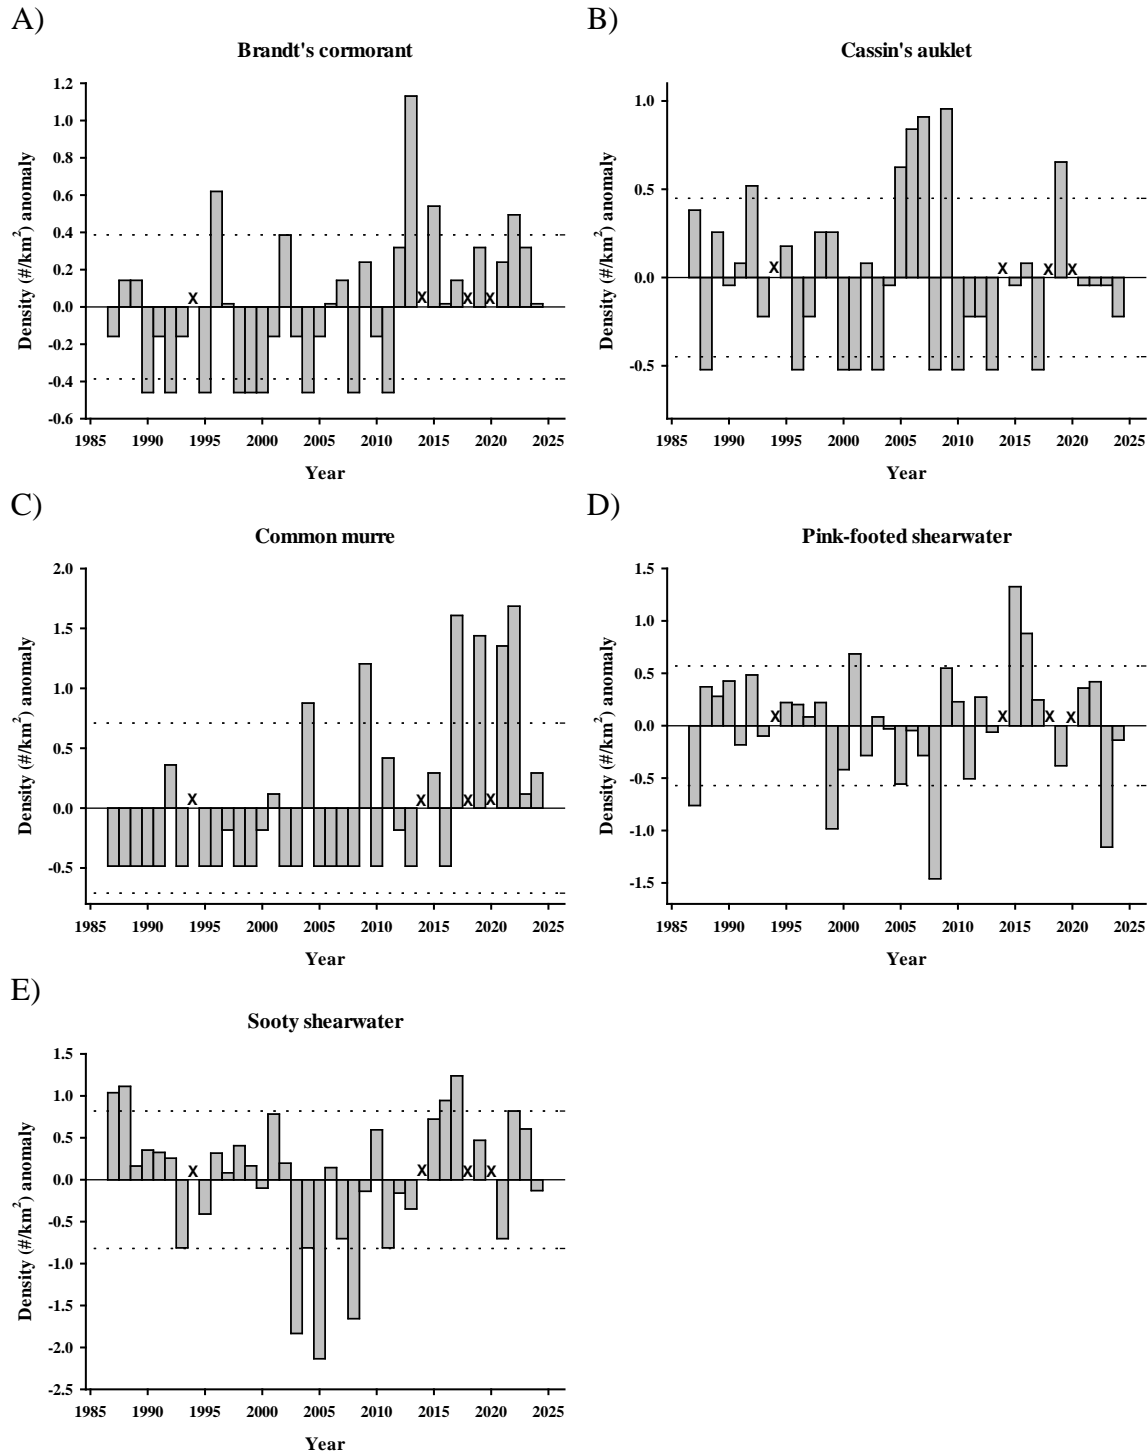 A)
Brandt's cormorant
Density (#/km²) anomaly
1.2
1.0
0.8
0.6
0.4
0.2
0.0
-0.2
-0.4
-0.6
X X X X
1985 1990 1995 2000 2005 2010 2015 2020 2025
Year
B)
Cassin's auklet
Density (#/km²) anomaly
1.0
0.5
0.0
-0.5
X X X X
1985 1990 1995 2000 2005 2010 2015 2020 2025
Year
C)
Common murre
Density (#/km²) anomaly
2.0
1.5
1.0
0.5
0.0
-0.5
X X X X
1985 1990 1995 2000 2005 2010 2015 2020 2025
Year
D)
Pink-footed shearwater
Density (#/km²) anomaly
1.5
1.0
0.5
0.0
-0.5
-1.0
-1.5
X X X X
1985 1990 1995 2000 2005 2010 2015 2020 2025
Year
E)
Sooty shearwater
Density (#/km²) anomaly
1.5
1.0
0.5
0.0
-0.5
-1.0
-1.5
-2.0
-2.5
X X X X
1985 1990 1995 2000 2005 2010 2015 2020 2025
Year